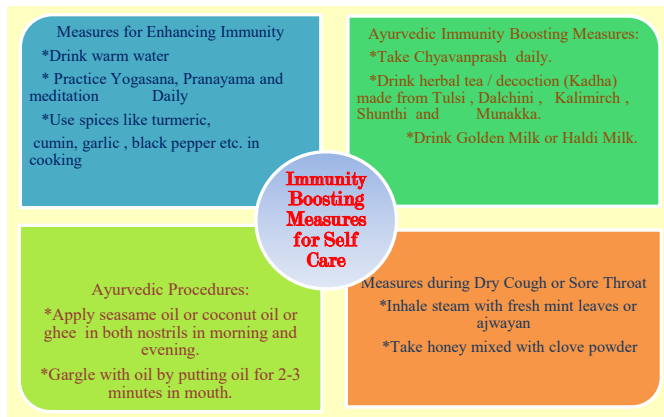 Measures for Enhancing Immunity
*Drink warm water
* Practice Yogasana, Pranayama and
meditation Daily
*Use spices like turmeric,
cumin, garlic , black pepper etc. in
cooking
Ayurvedic Immunity Boosting Measures:
*Take Chyavanprash daily.
*Drink herbal tea / decoction (Kadha)
made from Tulsi , Dalchini , Kalimirch ,
Shunthi and Munakka.
*Drink Golden Milk or Haldi Milk.
Immunity
Boosting
Measures
for Self
Care
Ayurvedic Procedures:
*Apply seasame oil or coconut oil or
ghee in both nostrils in morning and
evening.
*Gargle with oil by putting oil for 2-3
minutes in mouth.
Measures during Dry Cough or Sore Throat
*Inhale steam with fresh mint leaves or
ajwayan
*Take honey mixed with clove powder